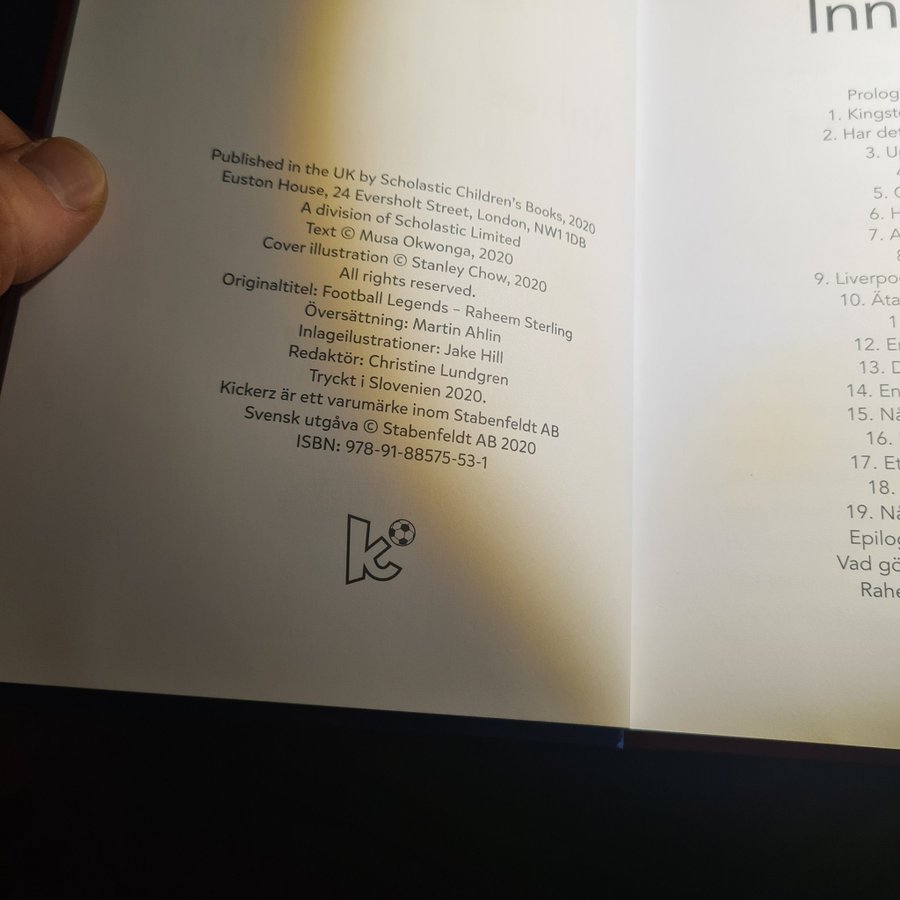 Published in the UK by Scholastic Children's Books, 2020
Euston House, 24 Eversholt Street, London, NW1 1DB
A division of Scholastic Limited
Text © Musa Okwonga, 2020
Cover illustration © Stanley Chow, 2020
All rights reserved.
Originaltitel: Football Legends – Raheem Sterling
Översättning: Martin Ahlin
Inlageilustrationer: Jake Hill
Redaktör: Christine Lundgren
Tryckt i Slovenien 2020.
Kickerz är ett varumärke inom Stabenfeldt AB
Svensk utgåva © Stabenfeldt AB 2020
ISBN: 978-91-88575-53-1
k
Inn
Prolog
1. Kingst
2. Har det
3. U
5.
6. H
7. A
9. Liverpo
10. Äta
12. E
13. D
14. En
15. Nä
16.
17. Et
18.
19. Nä
Epilog
Vad gö
Rahe